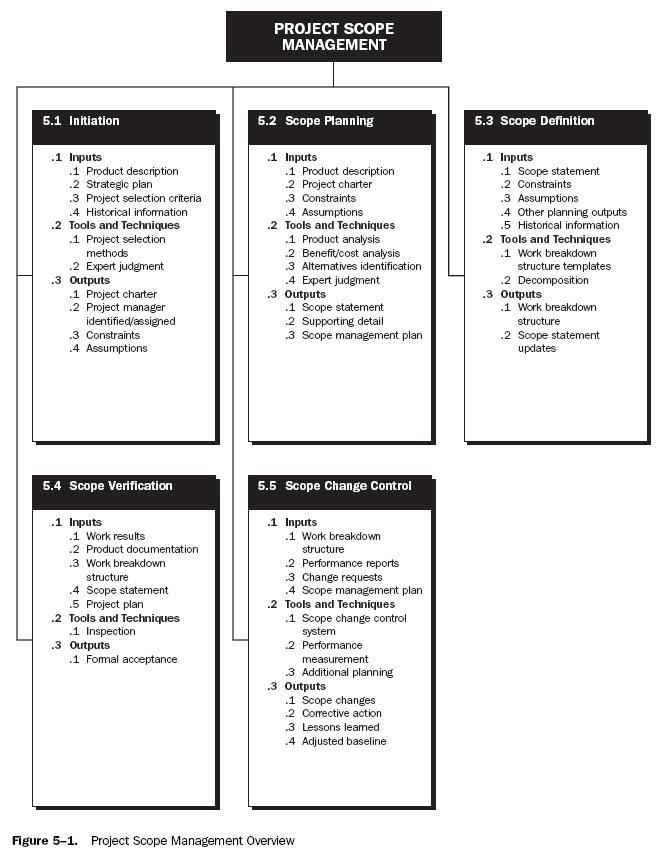 PROJECT SCOPE
MANAGEMENT
5.1 Initiation
.1 Inputs
.1 Product description
.2 Strategic plan
.3 Project selection criteria
.4 Historical information
.2 Tools and Techniques
.1 Project selection
methods
.2 Expert judgment
.3 Outputs
.1 Project charter
.2 Project manager
identified/assigned
.3 Constraints
.4 Assumptions
5.2 Scope Planning
.1 Inputs
.1 Product description
.2 Project charter
.3 Constraints
.4 Assumptions
.2 Tools and Techniques
.1 Product analysis
.2 Benefit/cost analysis
.3 Alternatives identification
.4 Expert judgment
.3 Outputs
.1 Scope statement
.2 Supporting detail
.3 Scope management plan
5.3 Scope Definition
.1 Inputs
.1 Scope statement
.2 Constraints
.3 Assumptions
.4 Other planning outputs
.5 Historical information
.2 Tools and Techniques
.1 Work breakdown
structure templates
.2 Decomposition
.3 Outputs
.1 Work breakdown
structure
.2 Scope statement
updates
5.4 Scope Verification
.1 Inputs
.1 Work results
.2 Product documentation
.3 Work breakdown
structure
.4 Scope statement
.5 Project plan
.2 Tools and Techniques
.1 Inspection
.3 Outputs
.1 Formal acceptance
5.5 Scope Change Control
.1 Inputs
.1 Work breakdown
structure
.2 Performance reports
.3 Change requests
.4 Scope management plan
.2 Tools and Techniques
.1 Scope change control
system
.2 Performance
measurement
.3 Additional planning
.3 Outputs
.1 Scope changes
.2 Corrective action
.3 Lessons learned
.4 Adjusted baseline
Figure 5–1. Project Scope Management Overview